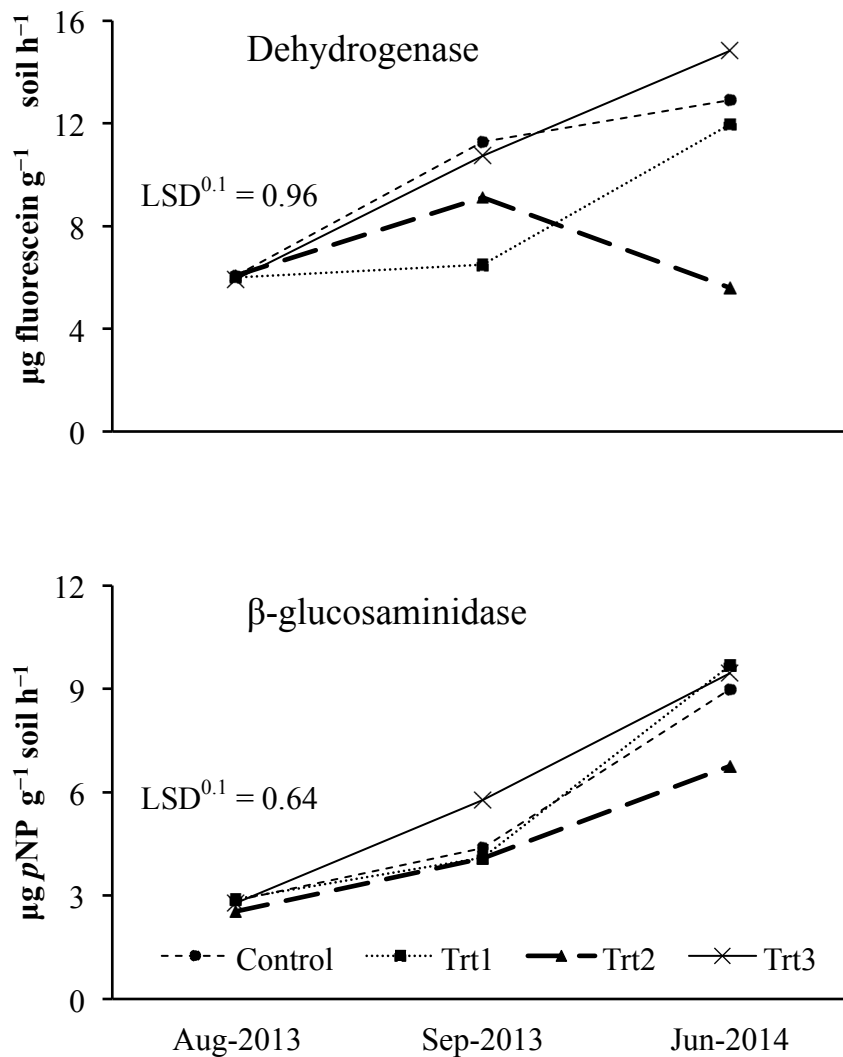 16
Dehydrogenase
12
LSD^0.1 = 0.96
8
4
0
µg fluorescein g⁻¹ soil h⁻¹
12
β-glucosaminidase
9
6
LSD^0.1 = 0.64
3
0
µg pNP g⁻¹ soil h⁻¹
Control Trt1 Trt2 Trt3
Aug-2013 Sep-2013 Jun-2014